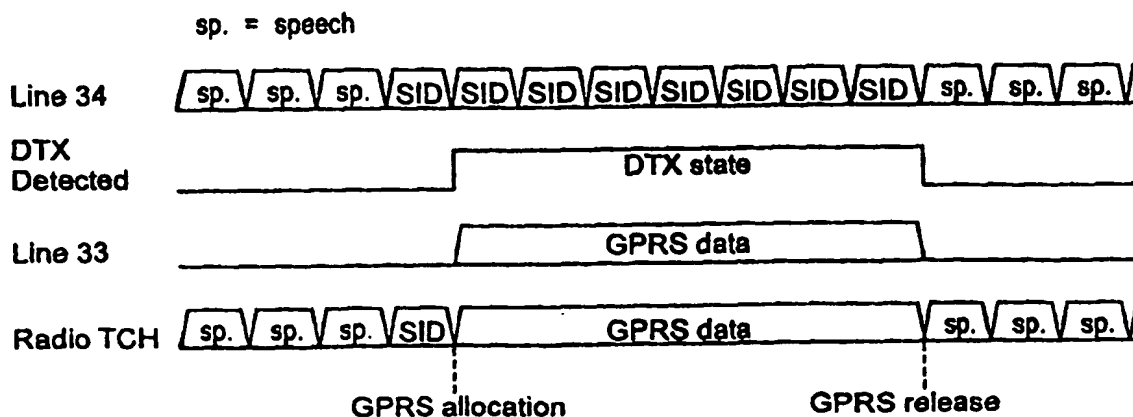 sp. = speech
Line 34 sp. sp. sp. SID SID SID SID SID SID SID SID sp. sp. sp.
DTX
Detected DTX state
Line 33 GPRS data
Radio TCH sp. sp. sp. SID GPRS data sp. sp. sp.
GPRS allocation GPRS release